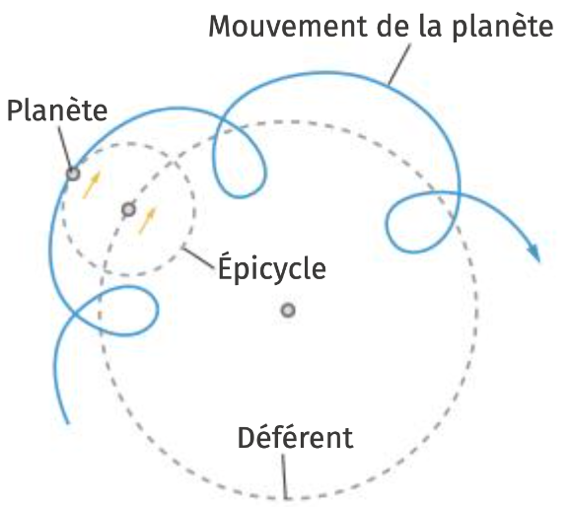 Mouvement de la planète
Planète
Épicycle
Déférent